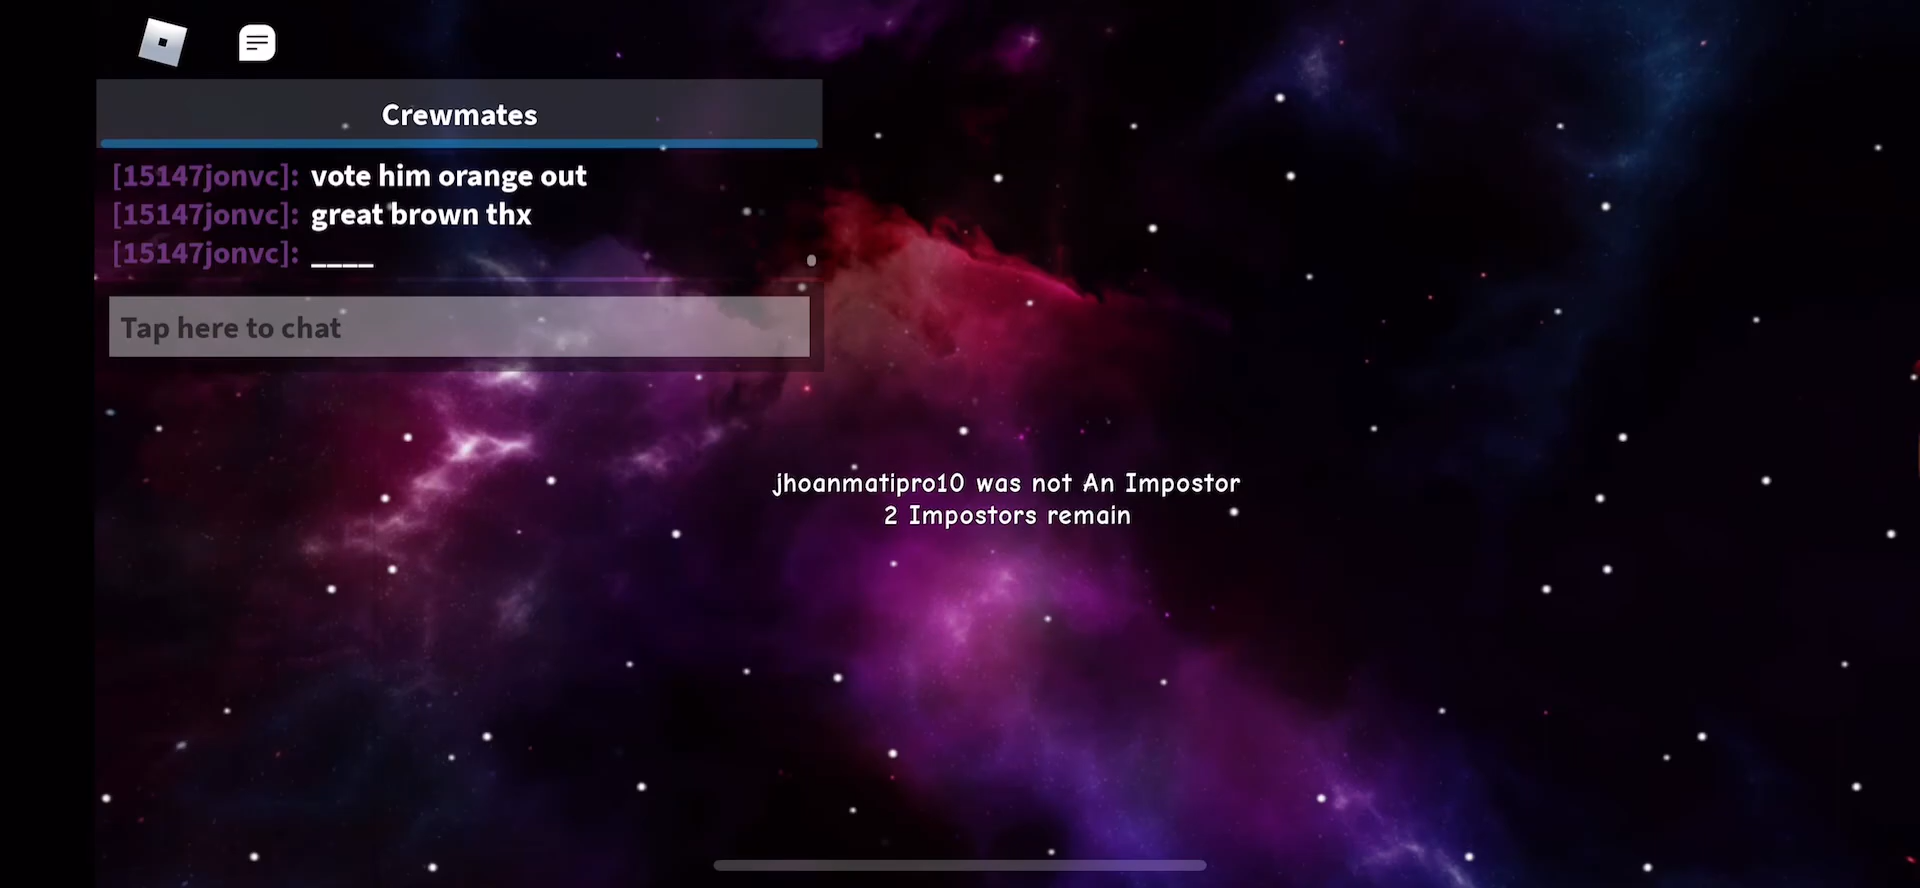 Crewmates
[15147jonvc]: vote him orange out
[15147jonvc]: great brown thx
[15147jonvc]: ____
Tap here to chat
jhoanmatipro10 was not An Impostor
2 Impostors remain